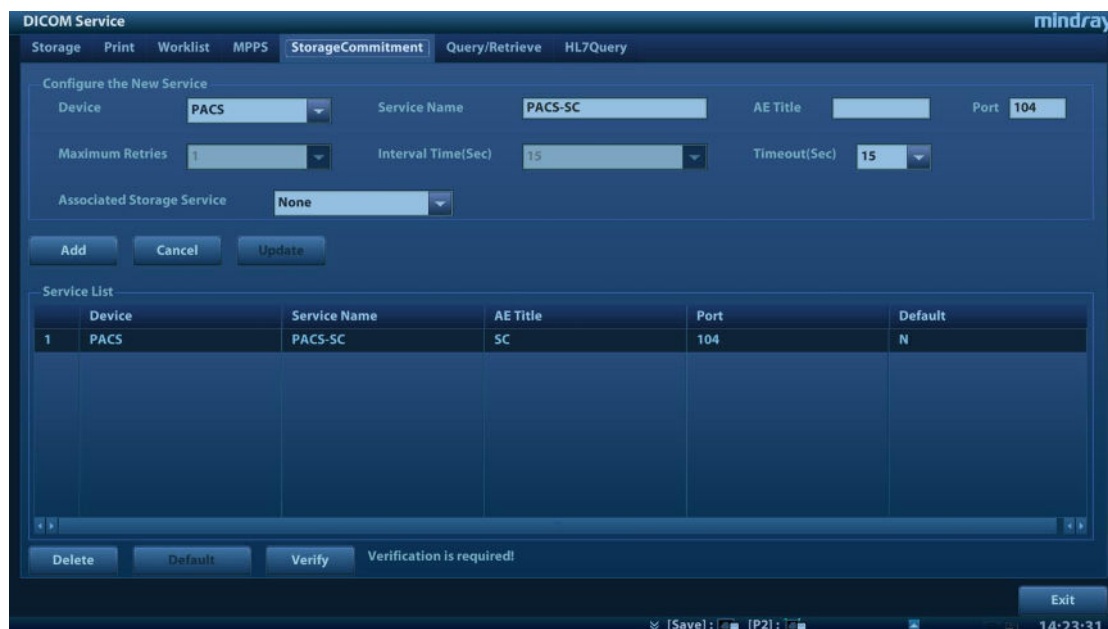 DICOM Service mindray
Storage Print Worklist MPPS StorageCommitment Query/Retrieve HL7Query
Configure the New Service
Device PACS Service Name PACS-SC AE Title Port 104
Maximum Retries 1 Interval Time(Sec) 15 Timeout(Sec) 15
Associated Storage Service None
Add Cancel Update
Service List
Device Service Name AE Title Port Default
1 PACS PACS-SC SC 104 N
Delete Default Verify Verification is required!
Exit
[Save] : [P2] : 14:23:31